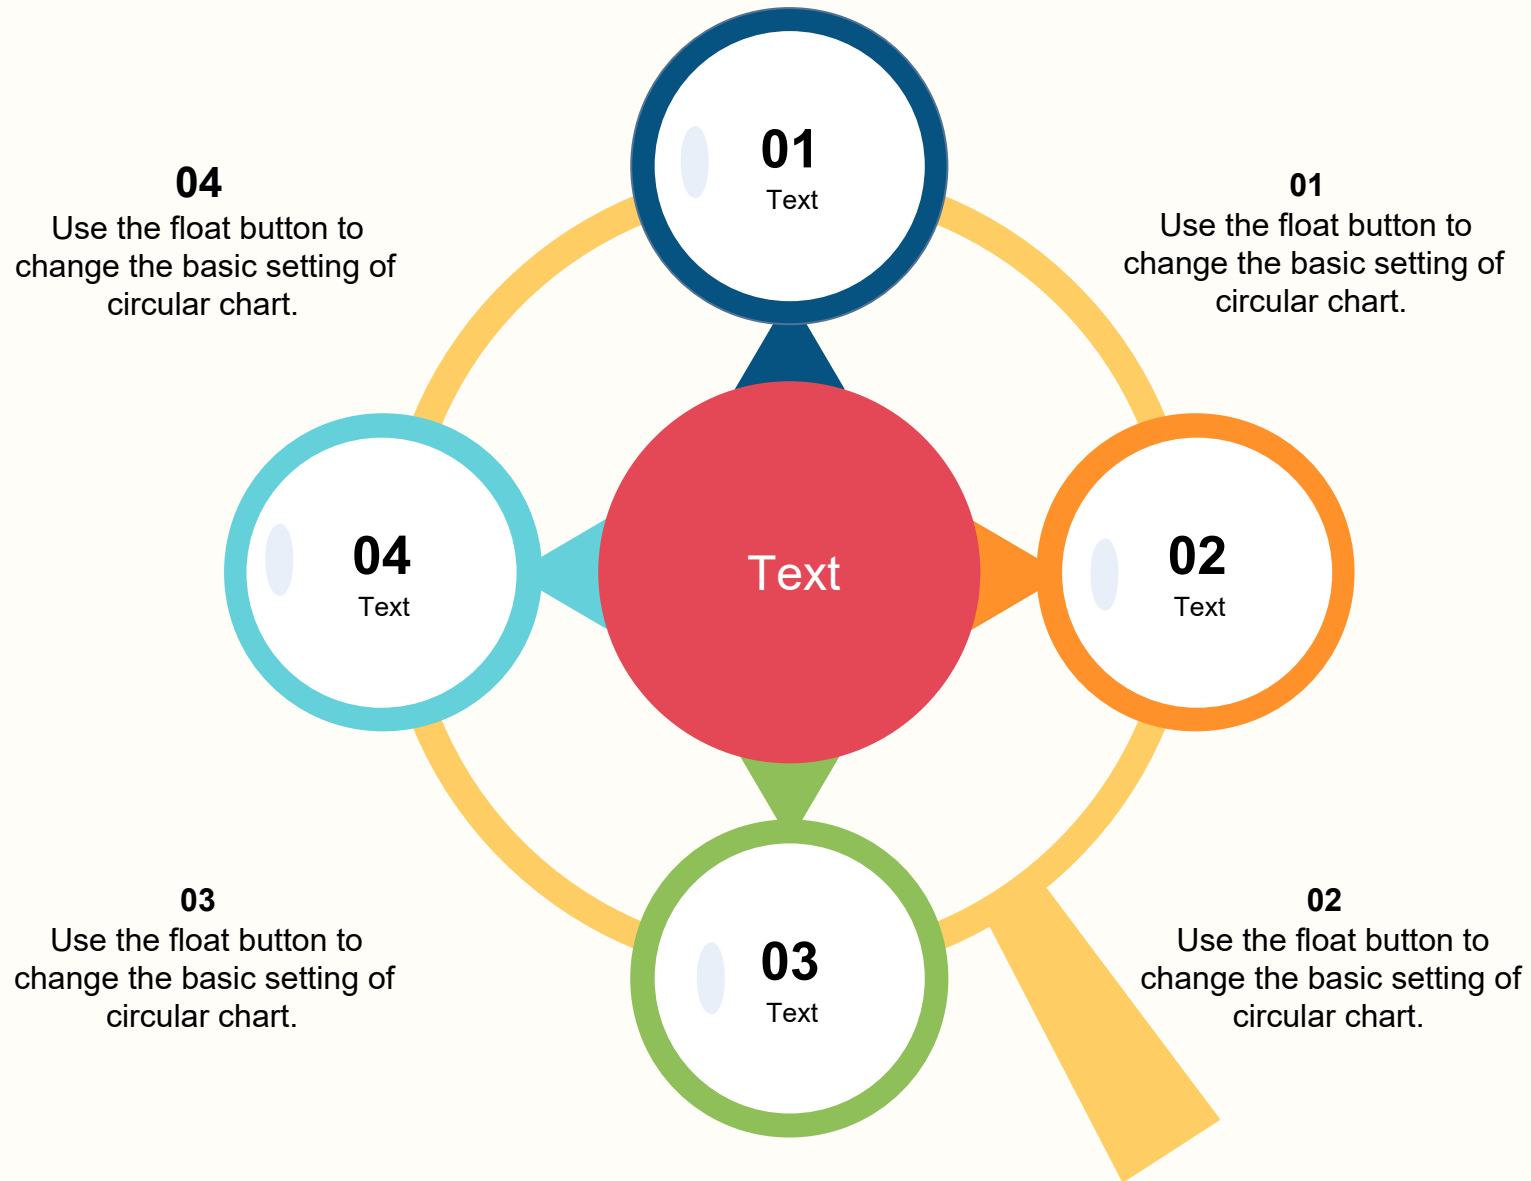 01
Text
04
Use the float button to
change the basic setting of
circular chart.
01
Use the float button to
change the basic setting of
circular chart.
04
Text
Text
02
Text
03
Use the float button to
change the basic setting of
circular chart.
03
Text
02
Use the float button to
change the basic setting of
circular chart.